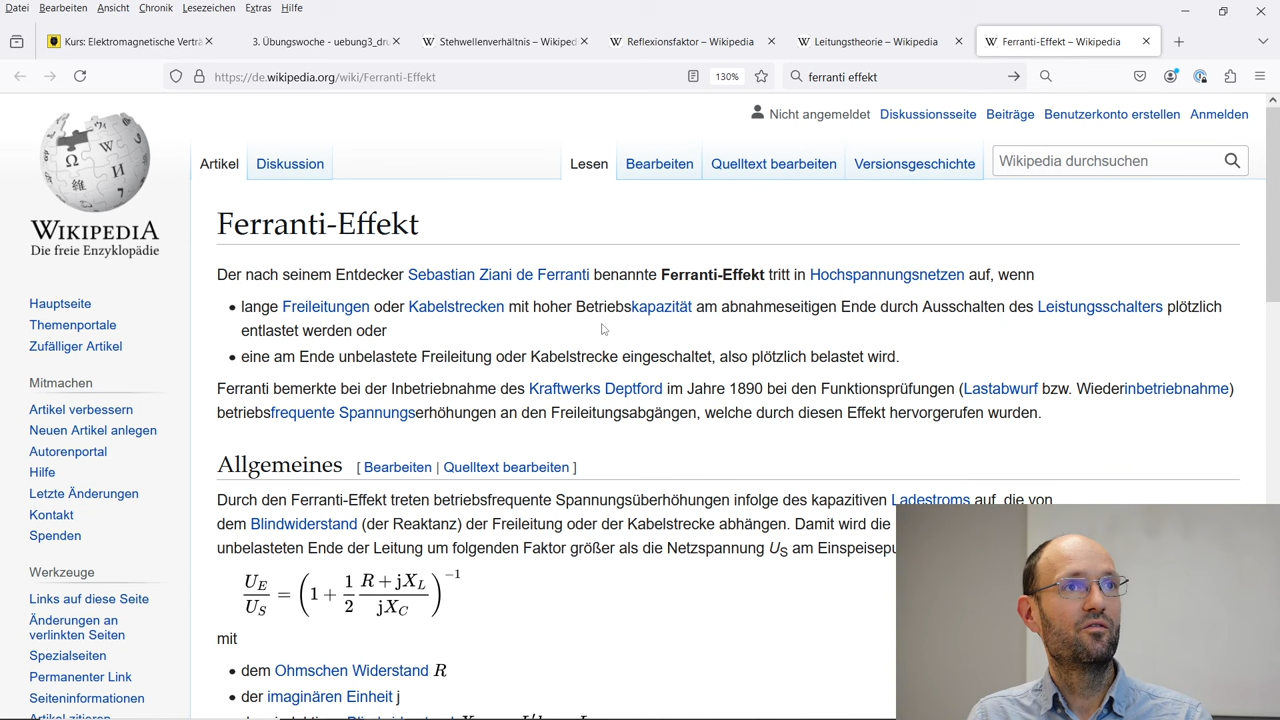 Datei Bearbeiten Ansicht Chronik Lesezeichen Extras Hilfe
Kurs: Elektromagnetische Verträ
3. Übungswoche - uebung3_dru
Stehwellenverhältnis – Wikiped
Reflexionsfaktor – Wikipedia
Leitungstheorie – Wikipedia
Ferranti-Effekt – Wikipedia
https://de.wikipedia.org/wiki/Ferranti-Effekt
130%
ferranti effekt
Nicht angemeldet Diskussionsseite Beiträge Benutzerkonto erstellen Anmelden
Artikel Diskussion
Lesen Bearbeiten Quelltext bearbeiten Versionsgeschichte
Wikipedia durchsuchen
WIKIPEDIA
Die freie Enzyklopädie
Hauptseite
Themenportale
Zufälliger Artikel
Mitmachen
Artikel verbessern
Neuen Artikel anlegen
Autorenportal
Hilfe
Letzte Änderungen
Kontakt
Spenden
Werkzeuge
Links auf diese Seite
Änderungen an
verlinkten Seiten
Spezialseiten
Permanenter Link
Seiteninformationen
Artikel zitieren
Ferranti-Effekt
Der nach seinem Entdecker Sebastian Ziani de Ferranti benannte Ferranti-Effekt tritt in Hochspannungsnetzen auf, wenn
• lange Freileitungen oder Kabelstrecken mit hoher Betriebskapazität am abnahmeseitigen Ende durch Ausschalten des Leistungsschalters plötzlich
entlastet werden oder
• eine am Ende unbelastete Freileitung oder Kabelstrecke eingeschaltet, also plötzlich belastet wird.
Ferranti bemerkte bei der Inbetriebnahme des Kraftwerks Deptford im Jahre 1890 bei den Funktionsprüfungen (Lastabwurf bzw. Wiederinbetriebnahme)
betriebsfrequente Spannungserhöhungen an den Freileitungsabgängen, welche durch diesen Effekt hervorgerufen wurden.
Allgemeines [ Bearbeiten | Quelltext bearbeiten ]
Durch den Ferranti-Effekt treten betriebsfrequente Spannungsüberhöhungen infolge des kapazitiven Ladestroms auf, die von
dem Blindwiderstand (der Reaktanz) der Freileitung oder der Kabelstrecke abhängen. Damit wird die
unbelasteten Ende der Leitung um folgenden Faktor größer als die Netzspannung U_S am Einspeisepu
U_E/U_S = (1 + 1/2 (R + jX_L)/(jX_C))^−1
mit
• dem Ohmschen Widerstand R
• der imaginären Einheit j